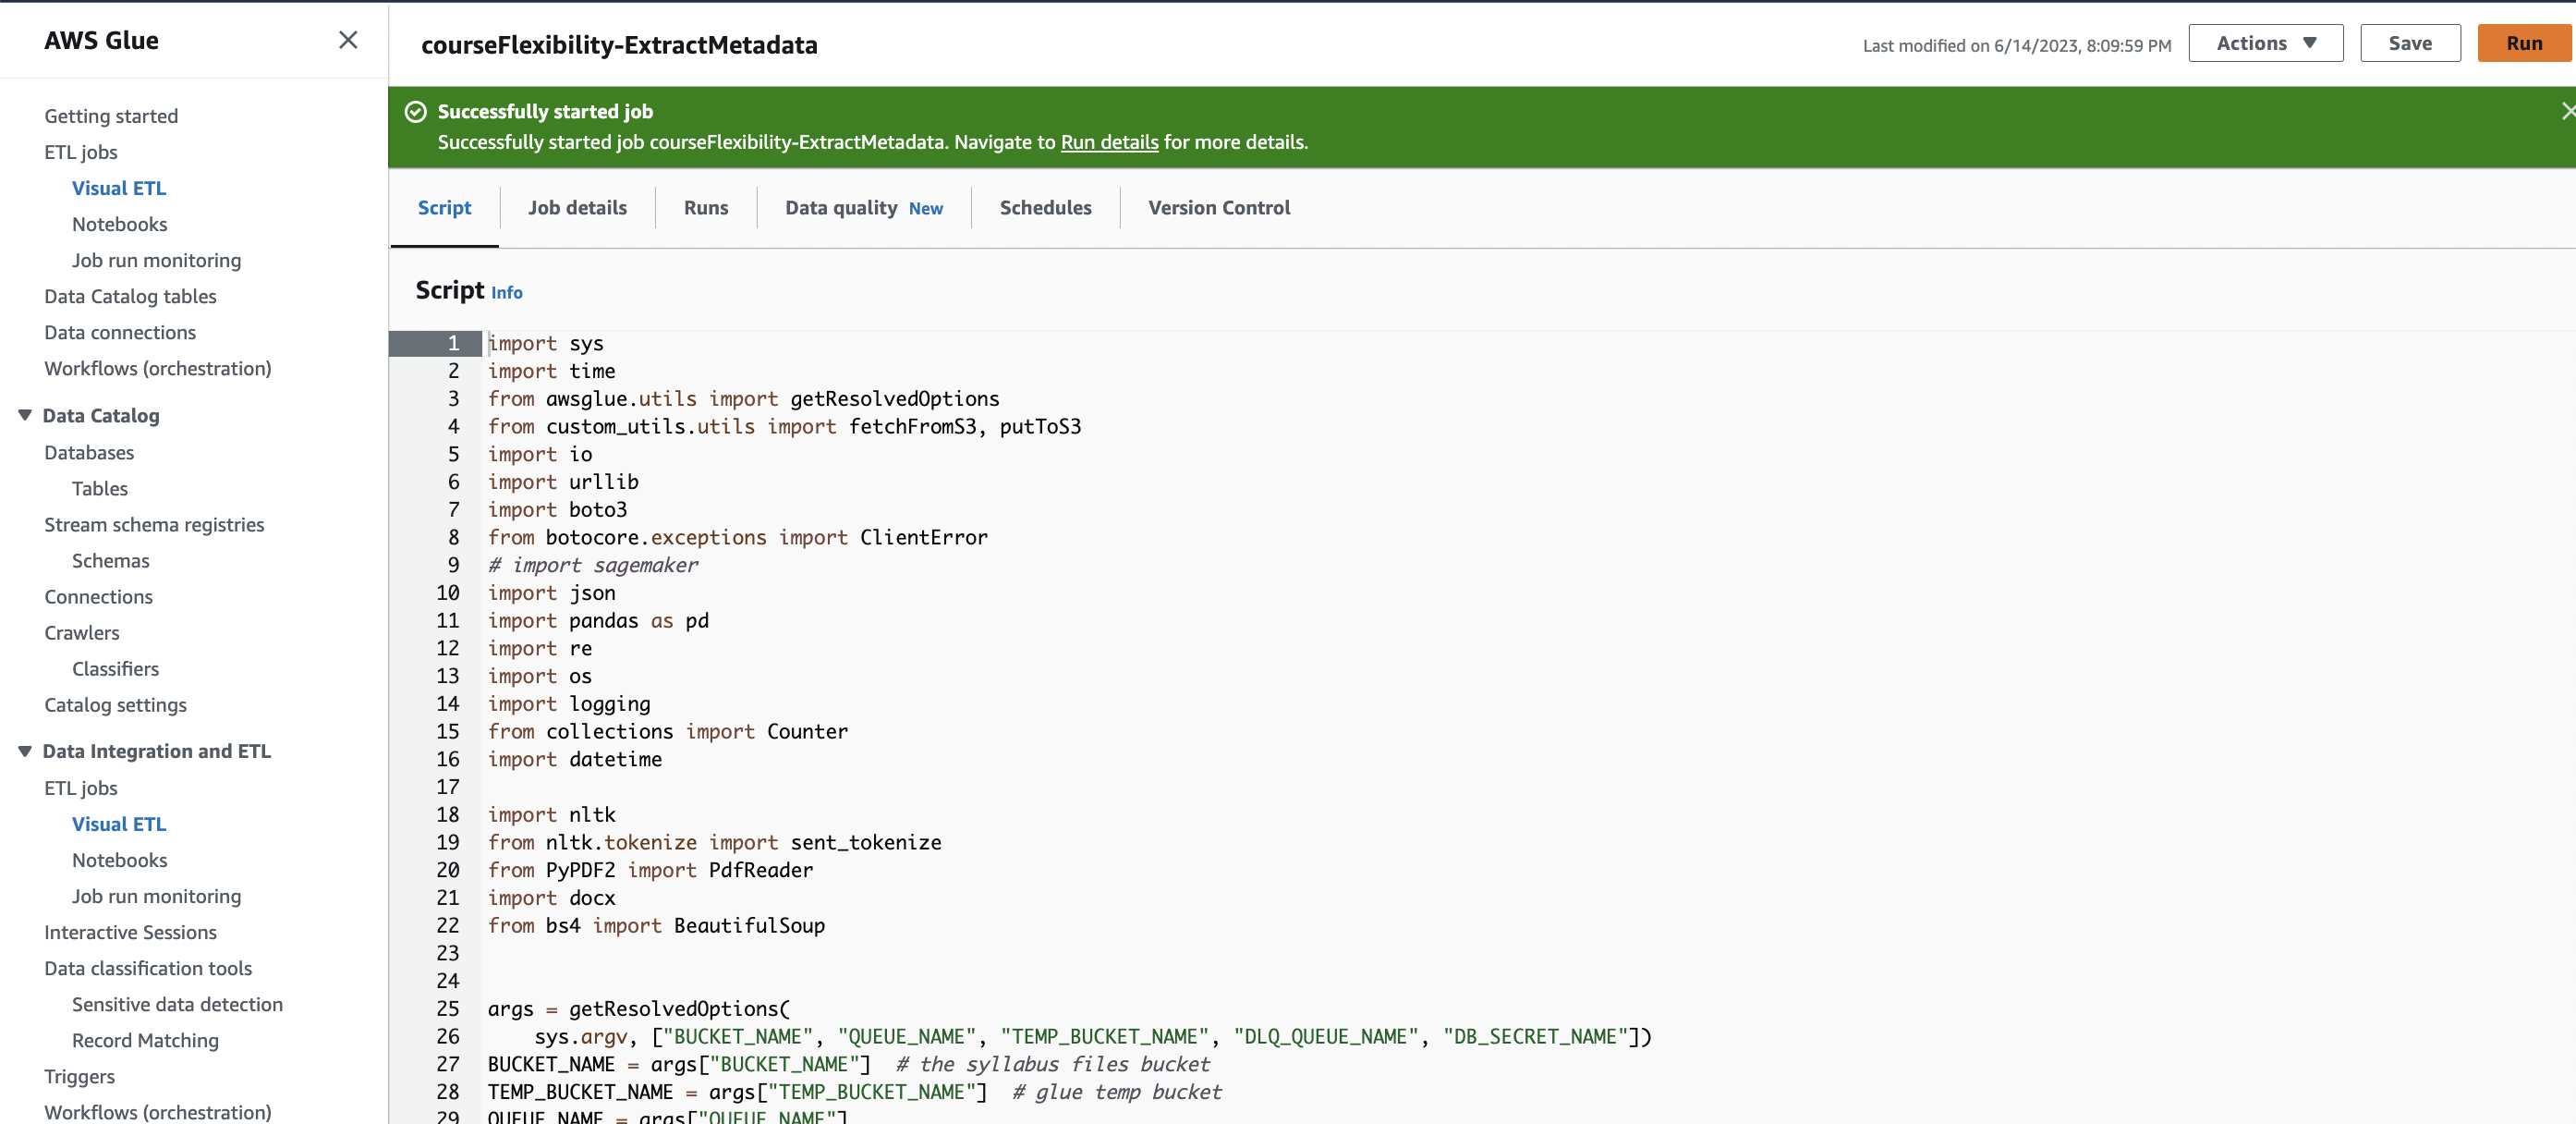 AWS Glue
Getting started
ETL jobs
Visual ETL
Notebooks
Job run monitoring
Data Catalog tables
Data connections
Workflows (orchestration)
Data Catalog
Databases
Tables
Stream schema registries
Schemas
Connections
Crawlers
Classifiers
Catalog settings
Data Integration and ETL
ETL jobs
Visual ETL
Notebooks
Job run monitoring
Interactive Sessions
Data classification tools
Sensitive data detection
Record Matching
Triggers
Workflows (orchestration)
courseFlexibility-ExtractMetadata
Last modified on 6/14/2023, 8:09:59 PM
Actions
Save
Run
Successfully started job
Successfully started job courseFlexibility-ExtractMetadata. Navigate to Run details for more details.
Script
Job details
Runs
Data quality New
Schedules
Version Control
Script Info
1 import sys
2 import time
3 from awsglue.utils import getResolvedOptions
4 from custom_utils.utils import fetchFromS3, putToS3
5 import io
6 import urllib
7 import boto3
8 from botocore.exceptions import ClientError
9 # import sagemaker
10 import json
11 import pandas as pd
12 import re
13 import os
14 import logging
15 from collections import Counter
16 import datetime
17
18 import nltk
19 from nltk.tokenize import sent_tokenize
20 from PyPDF2 import PdfReader
21 import docx
22 from bs4 import BeautifulSoup
23
24
25 args = getResolvedOptions(
26 sys.argv, ["BUCKET_NAME", "QUEUE_NAME", "TEMP_BUCKET_NAME", "DLQ_QUEUE_NAME", "DB_SECRET_NAME"])
27 BUCKET_NAME = args["BUCKET_NAME"] # the syllabus files bucket
28 TEMP_BUCKET_NAME = args["TEMP_BUCKET_NAME"] # glue temp bucket
29 QUEUE_NAME = args["QUEUE_NAME"]